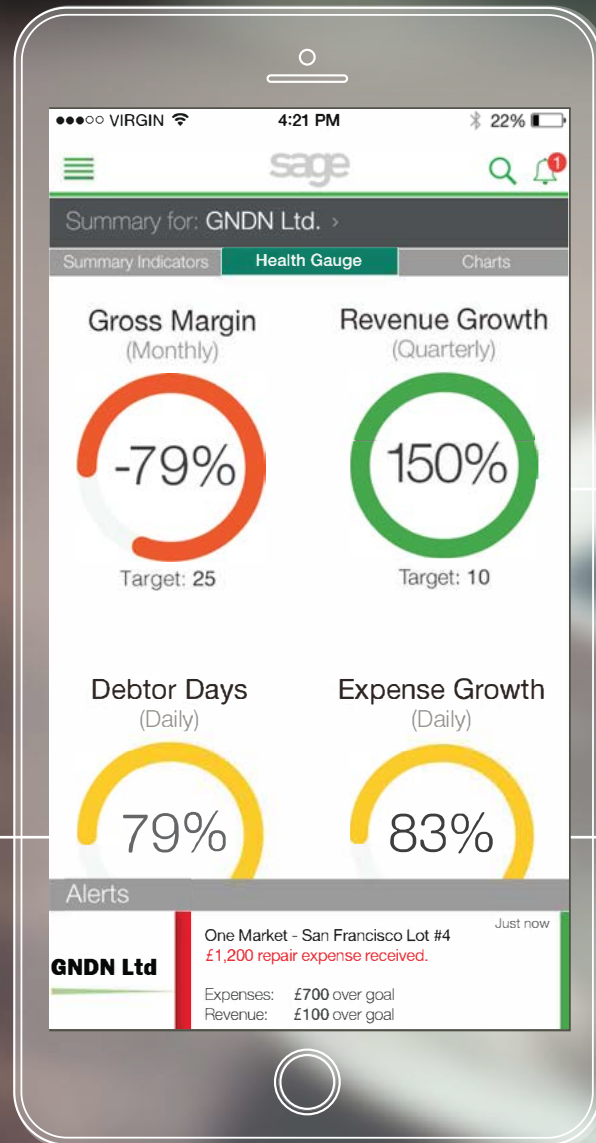 VIRGIN 4:21 PM 22%
sage
1
Summary for: GNDN Ltd. >
Summary Indicators Health Gauge Charts
Gross Margin Revenue Growth
(Monthly) (Quarterly)
-79% 150%
Target: 25 Target: 10
Debtor Days Expense Growth
(Daily) (Daily)
79% 83%
Alerts
Just now
GNDN Ltd
One Market - San Francisco Lot #4
£1,200 repair expense received.
Expenses: £700 over goal
Revenue: £100 over goal